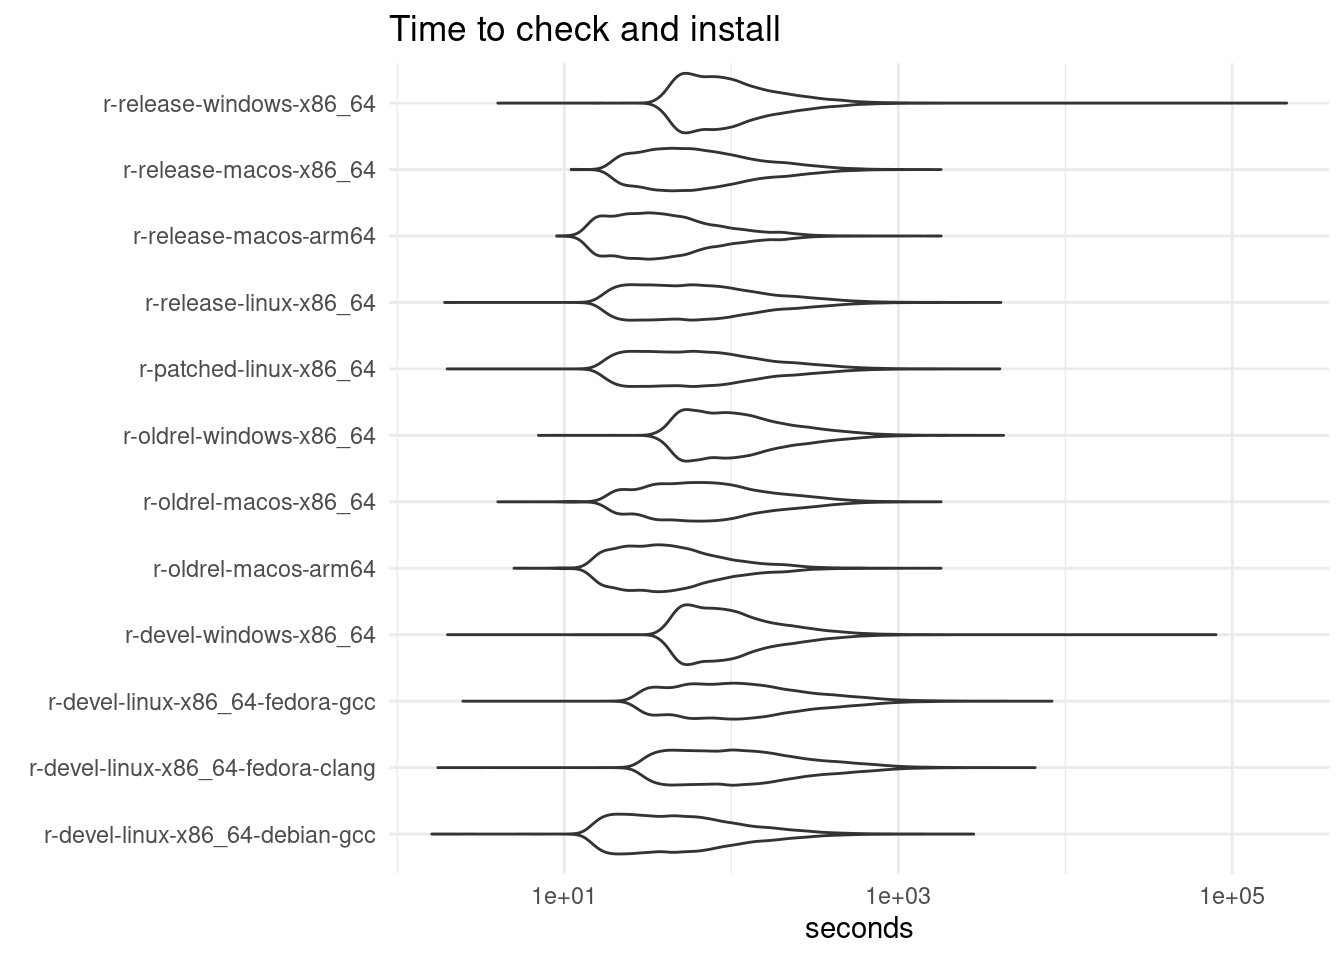 Time to check and install
r-release-windows-x86_64
r-release-macos-x86_64
r-release-macos-arm64
r-release-linux-x86_64
r-patched-linux-x86_64
r-oldrel-windows-x86_64
r-oldrel-macos-x86_64
r-oldrel-macos-arm64
r-devel-windows-x86_64
r-devel-linux-x86_64-fedora-gcc
r-devel-linux-x86_64-fedora-clang
r-devel-linux-x86_64-debian-gcc
1e+01 1e+03 1e+05
seconds